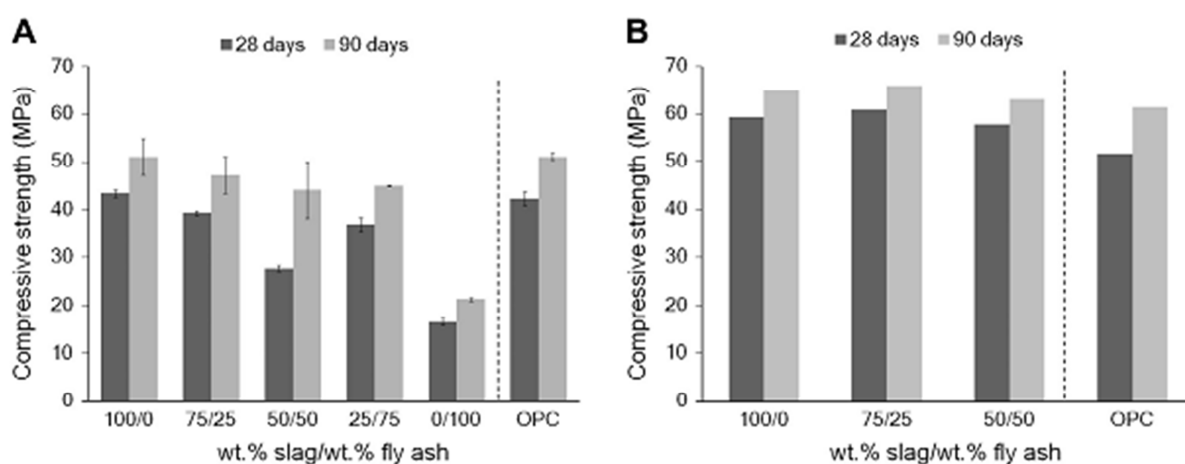 A
28 days 90 days
Compressive strength (MPa)
70
60
50
40
30
20
10
0
100/0 75/25 50/50 25/75 0/100 OPC
wt.% slag/wt.% fly ash
B
28 days 90 days
Compressive strength (MPa)
70
60
50
40
30
20
10
0
100/0 75/25 50/50 OPC
wt.% slag/wt.% fly ash